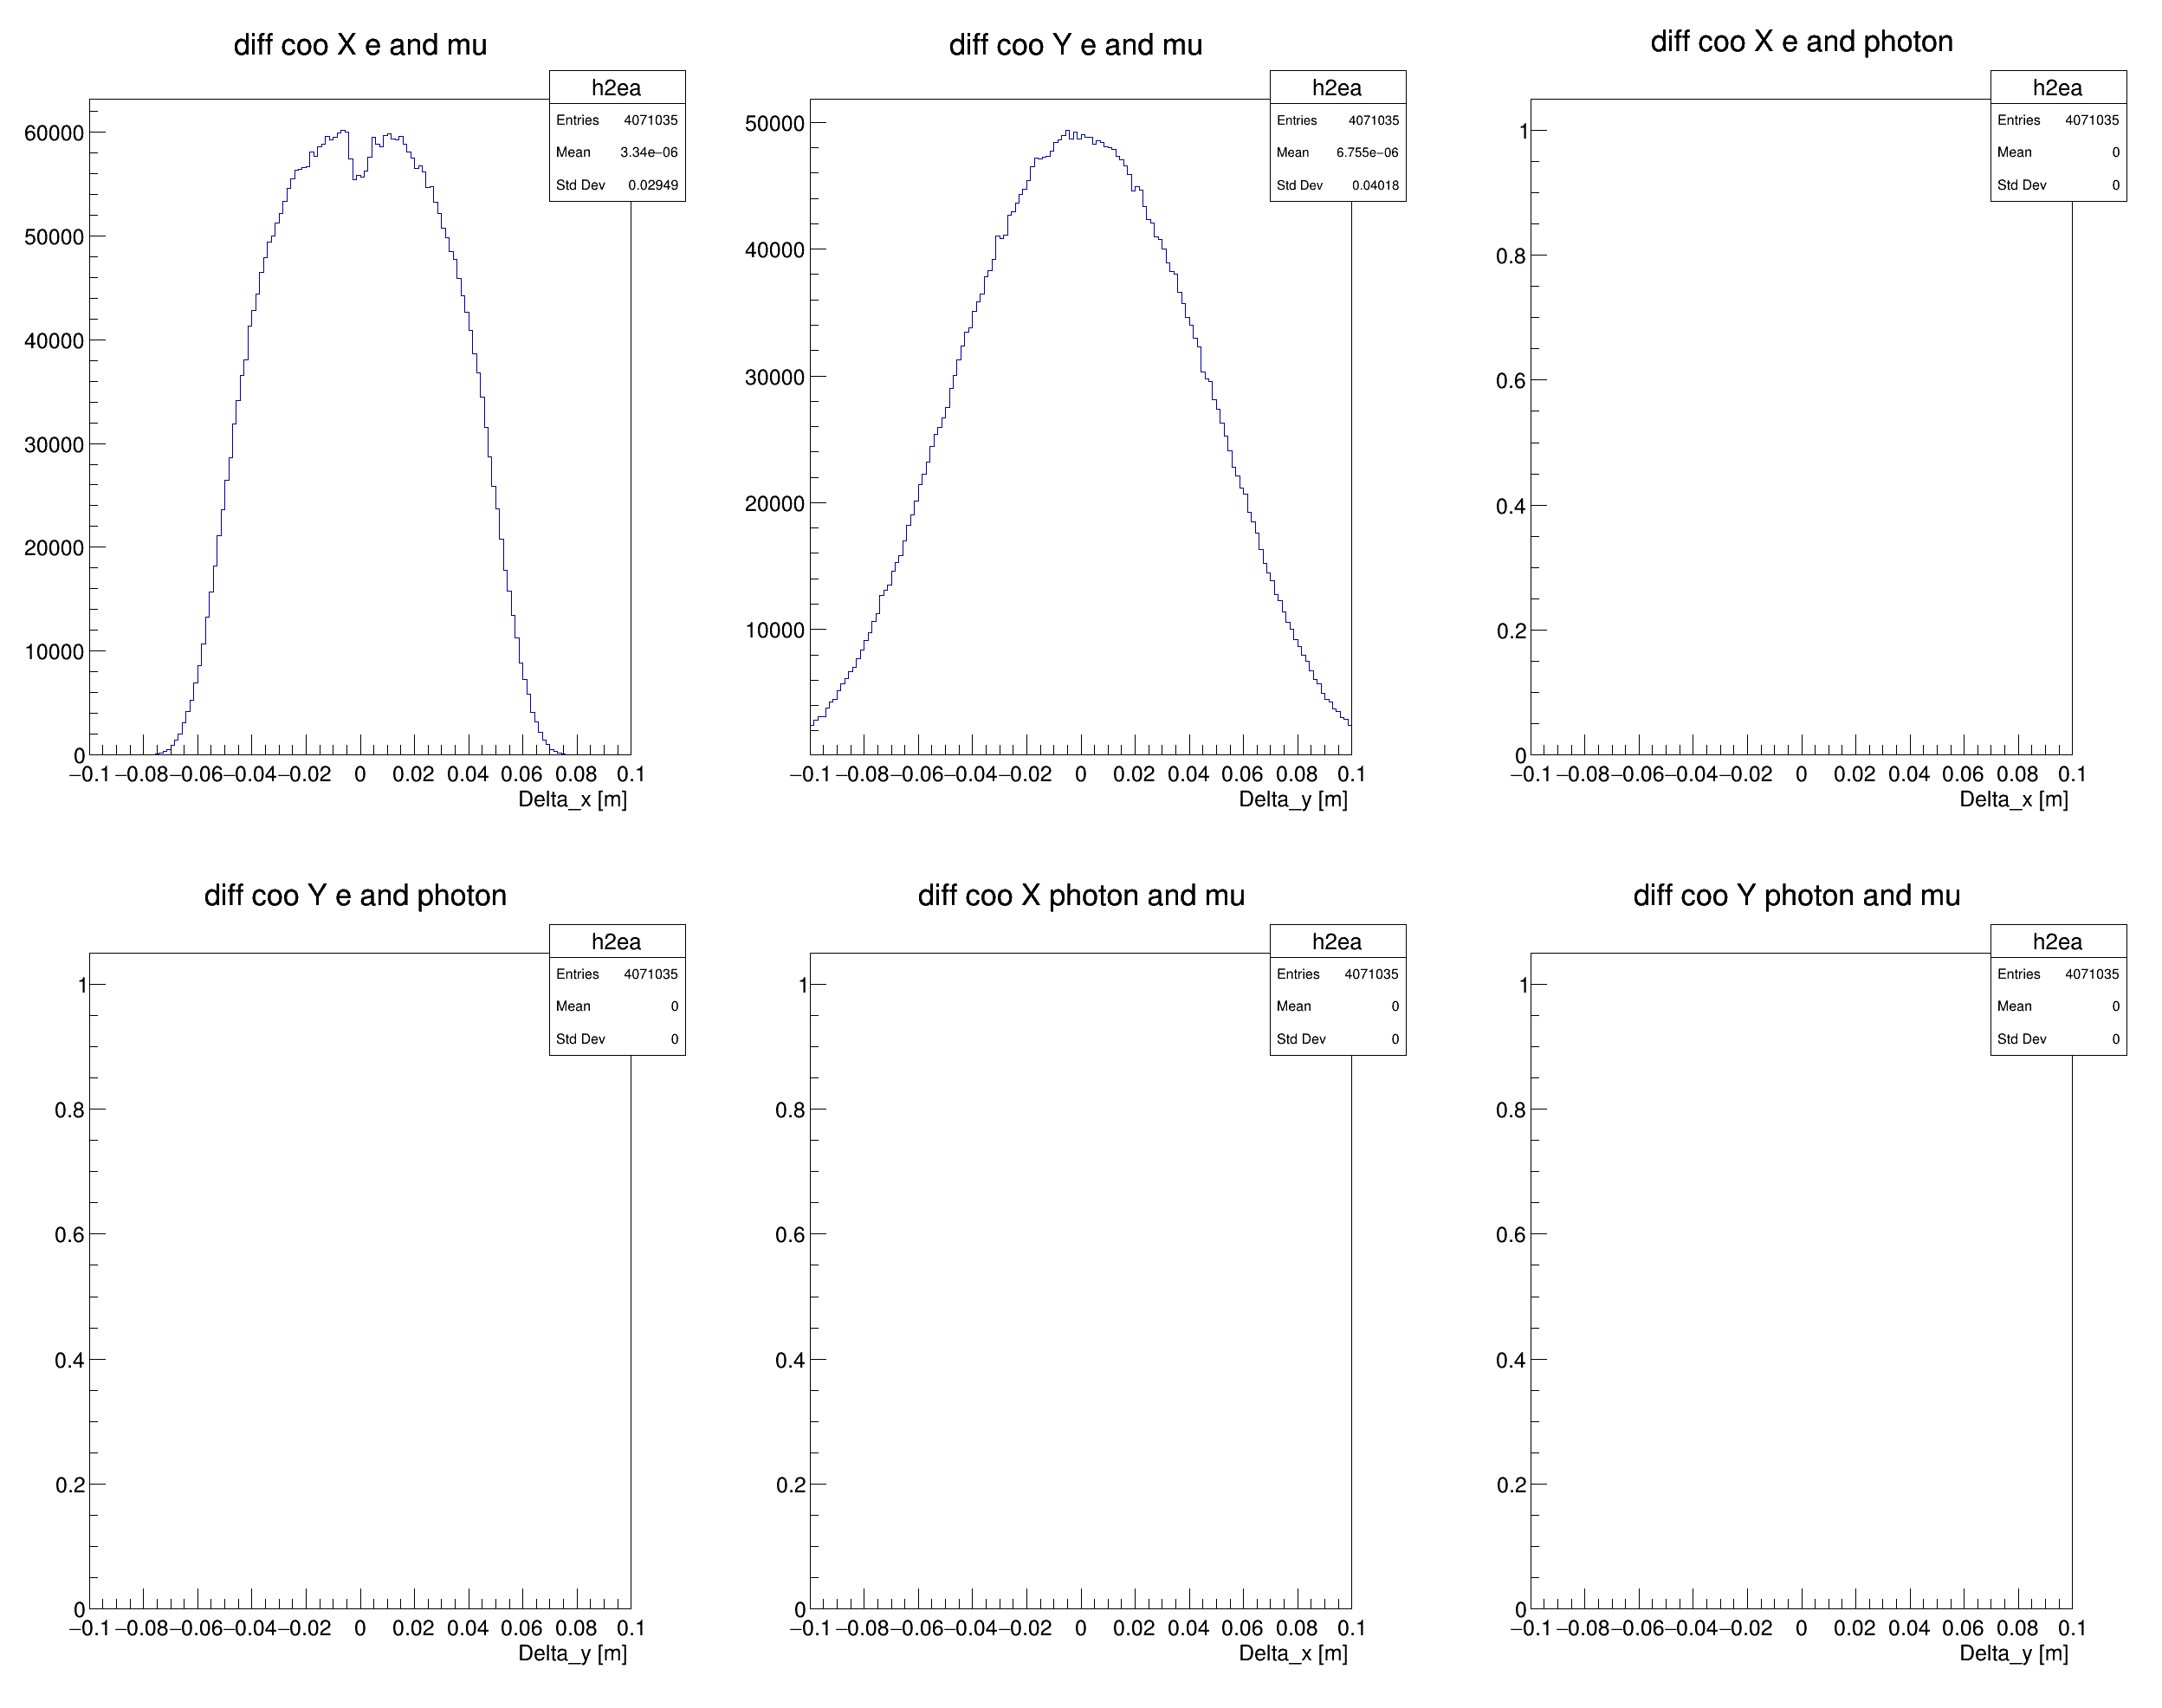 diff coo X e and mu
h2ea
Entries 4071035
Mean 3.34e−06
Std Dev 0.02949
60000
50000
40000
30000
20000
10000
0
−0.1 −0.08 −0.06 −0.04 −0.02 0 0.02 0.04 0.06 0.08 0.1
Delta_x [m]
diff coo Y e and mu
h2ea
Entries 4071035
Mean 6.755e−06
Std Dev 0.04018
50000
40000
30000
20000
10000
−0.1 −0.08 −0.06 −0.04 −0.02 0 0.02 0.04 0.06 0.08 0.1
Delta_y [m]
diff coo X e and photon
h2ea
Entries 4071035
Mean 0
Std Dev 0
1
0.8
0.6
0.4
0.2
0
−0.1 −0.08 −0.06 −0.04 −0.02 0 0.02 0.04 0.06 0.08 0.1
Delta_x [m]
diff coo Y e and photon
h2ea
Entries 4071035
Mean 0
Std Dev 0
1
0.8
0.6
0.4
0.2
0
−0.1 −0.08 −0.06 −0.04 −0.02 0 0.02 0.04 0.06 0.08 0.1
Delta_y [m]
diff coo X photon and mu
h2ea
Entries 4071035
Mean 0
Std Dev 0
1
0.8
0.6
0.4
0.2
0
−0.1 −0.08 −0.06 −0.04 −0.02 0 0.02 0.04 0.06 0.08 0.1
Delta_x [m]
diff coo Y photon and mu
h2ea
Entries 4071035
Mean 0
Std Dev 0
1
0.8
0.6
0.4
0.2
0
−0.1 −0.08 −0.06 −0.04 −0.02 0 0.02 0.04 0.06 0.08 0.1
Delta_y [m]